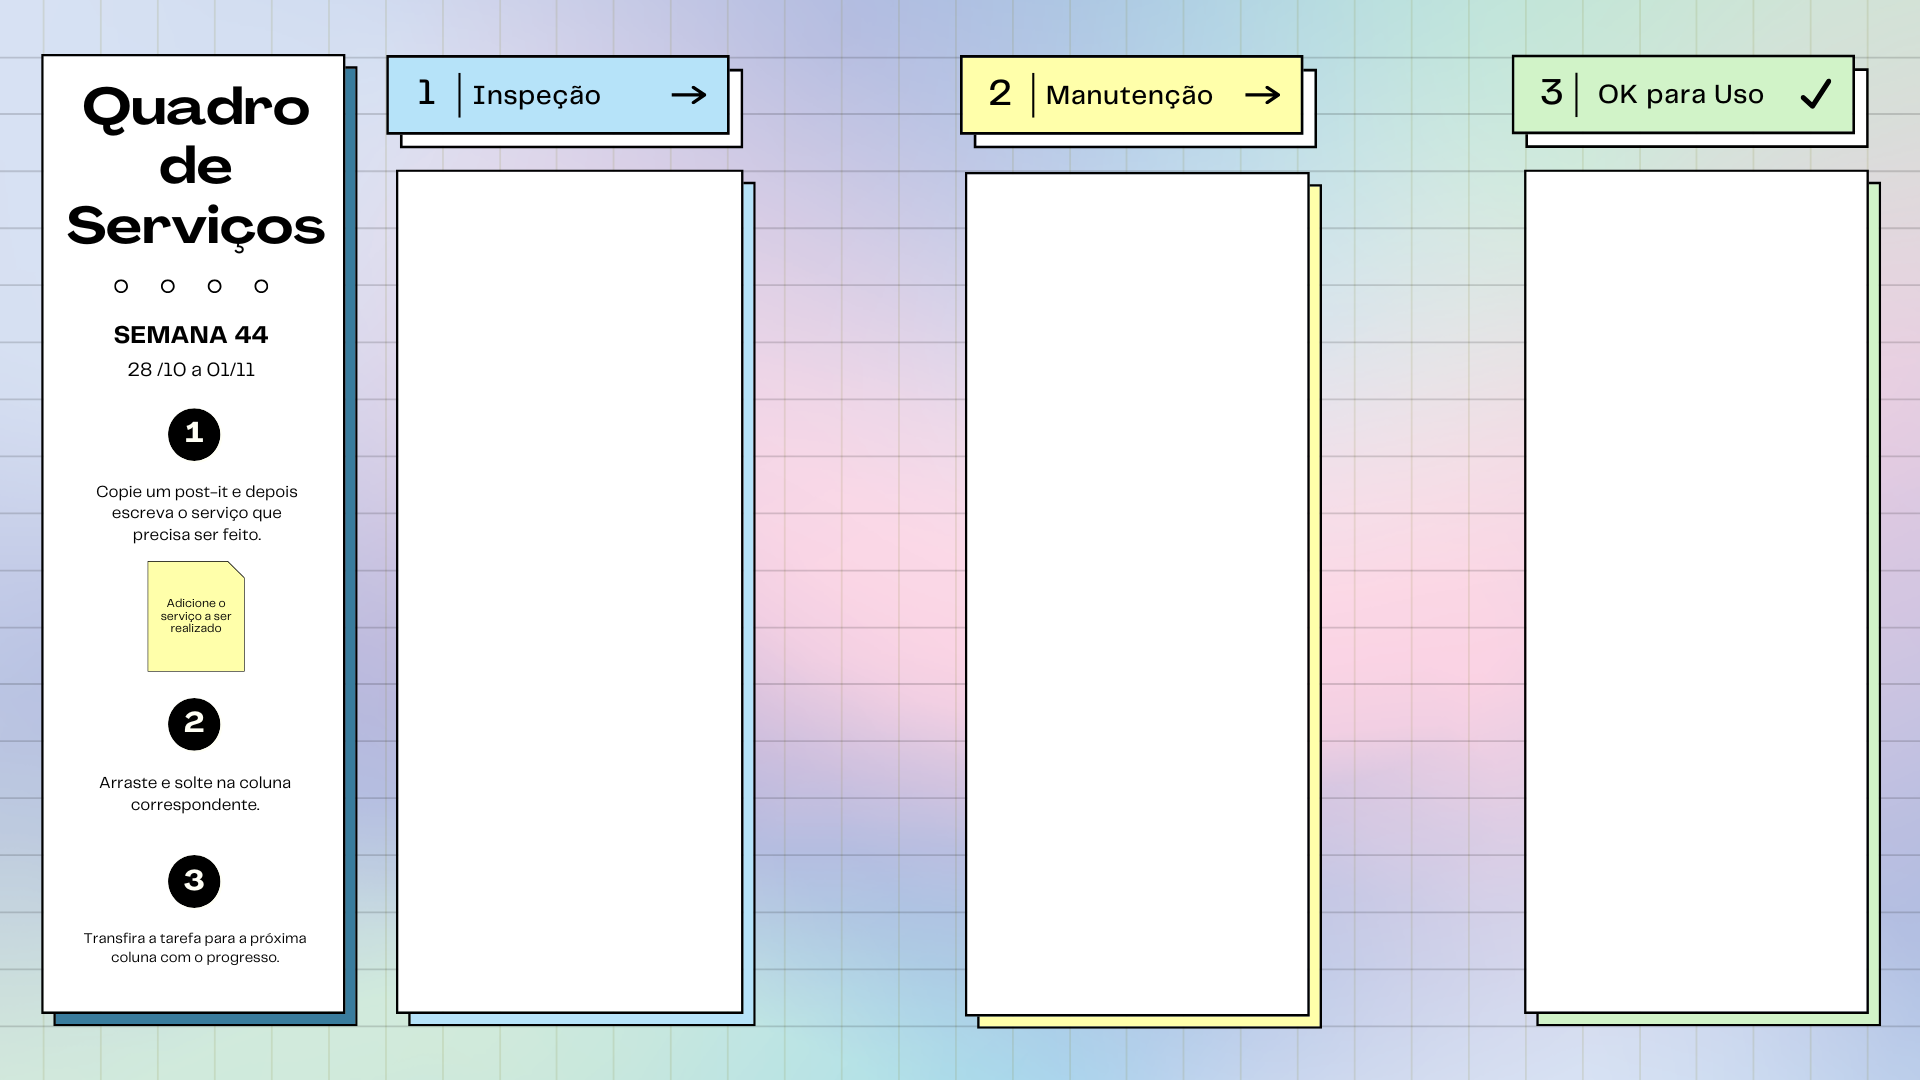 Quadro
de
Serviços
SEMANA 44
28 /10 a 01/11
1
Copie um post-it e depois
escreva o serviço que
precisa ser feito.
Adicione o
serviço a ser
realizado
2
Arraste e solte na coluna
correspondente.
3
Transfira a tarefa para a próxima
coluna com o progresso.
1 Inspeção →
2 Manutenção →
3 OK para Uso ✓